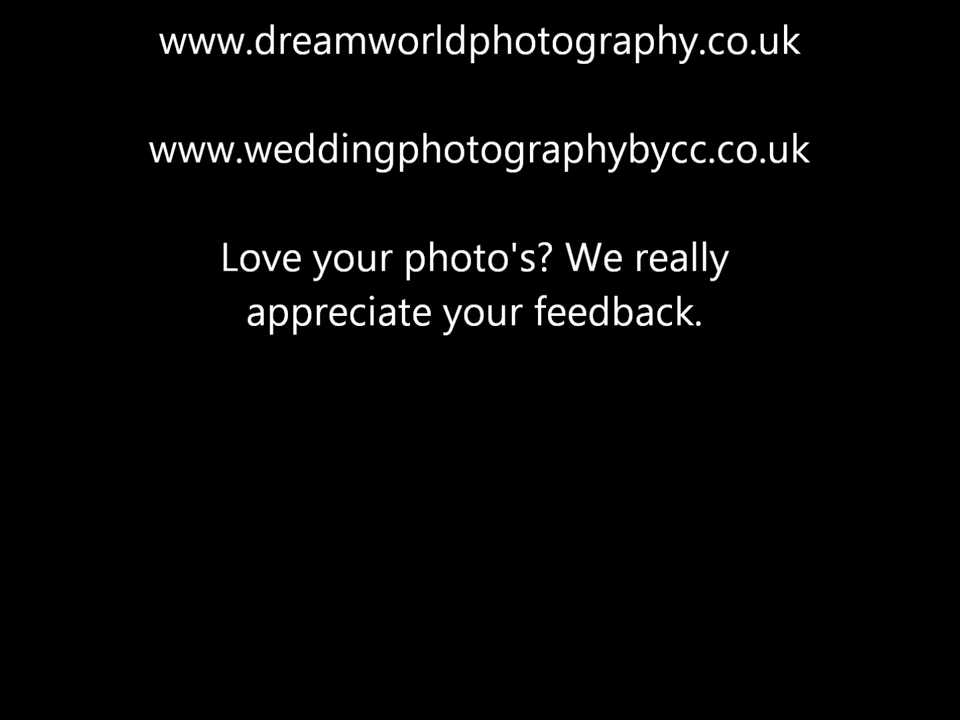 www.dreamworldphotography.co.uk
www.weddingphotographybycc.co.uk
Love your photo's? We really
appreciate your feedback.